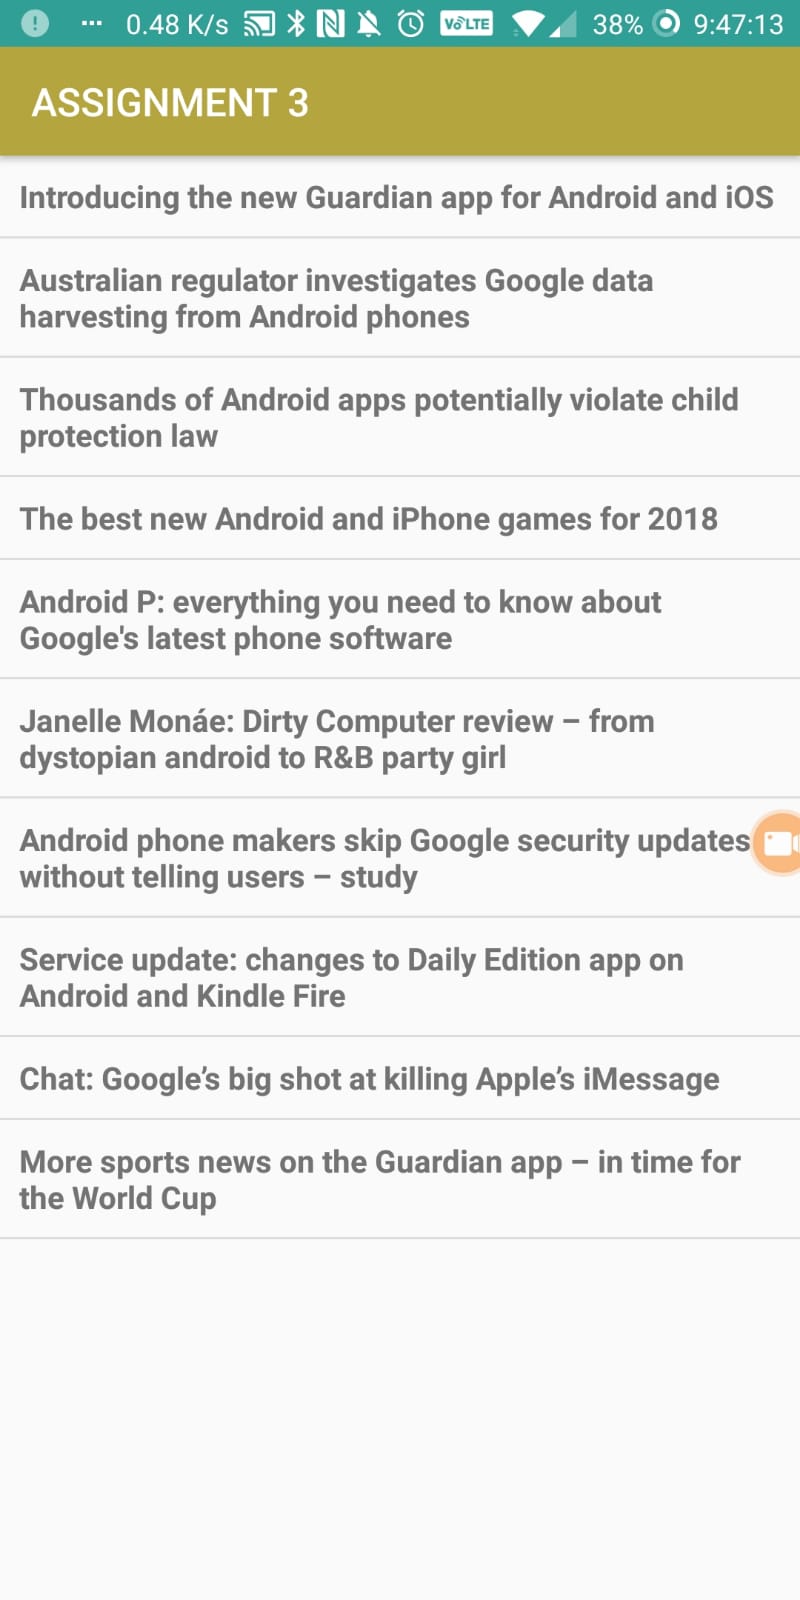 0.48 K/s VoLTE 38% 9:47:13
ASSIGNMENT 3
Introducing the new Guardian app for Android and iOS
Australian regulator investigates Google data
harvesting from Android phones
Thousands of Android apps potentially violate child
protection law
The best new Android and iPhone games for 2018
Android P: everything you need to know about
Google's latest phone software
Janelle Monáe: Dirty Computer review – from
dystopian android to R&B party girl
Android phone makers skip Google security updates
without telling users – study
Service update: changes to Daily Edition app on
Android and Kindle Fire
Chat: Google’s big shot at killing Apple’s iMessage
More sports news on the Guardian app – in time for
the World Cup